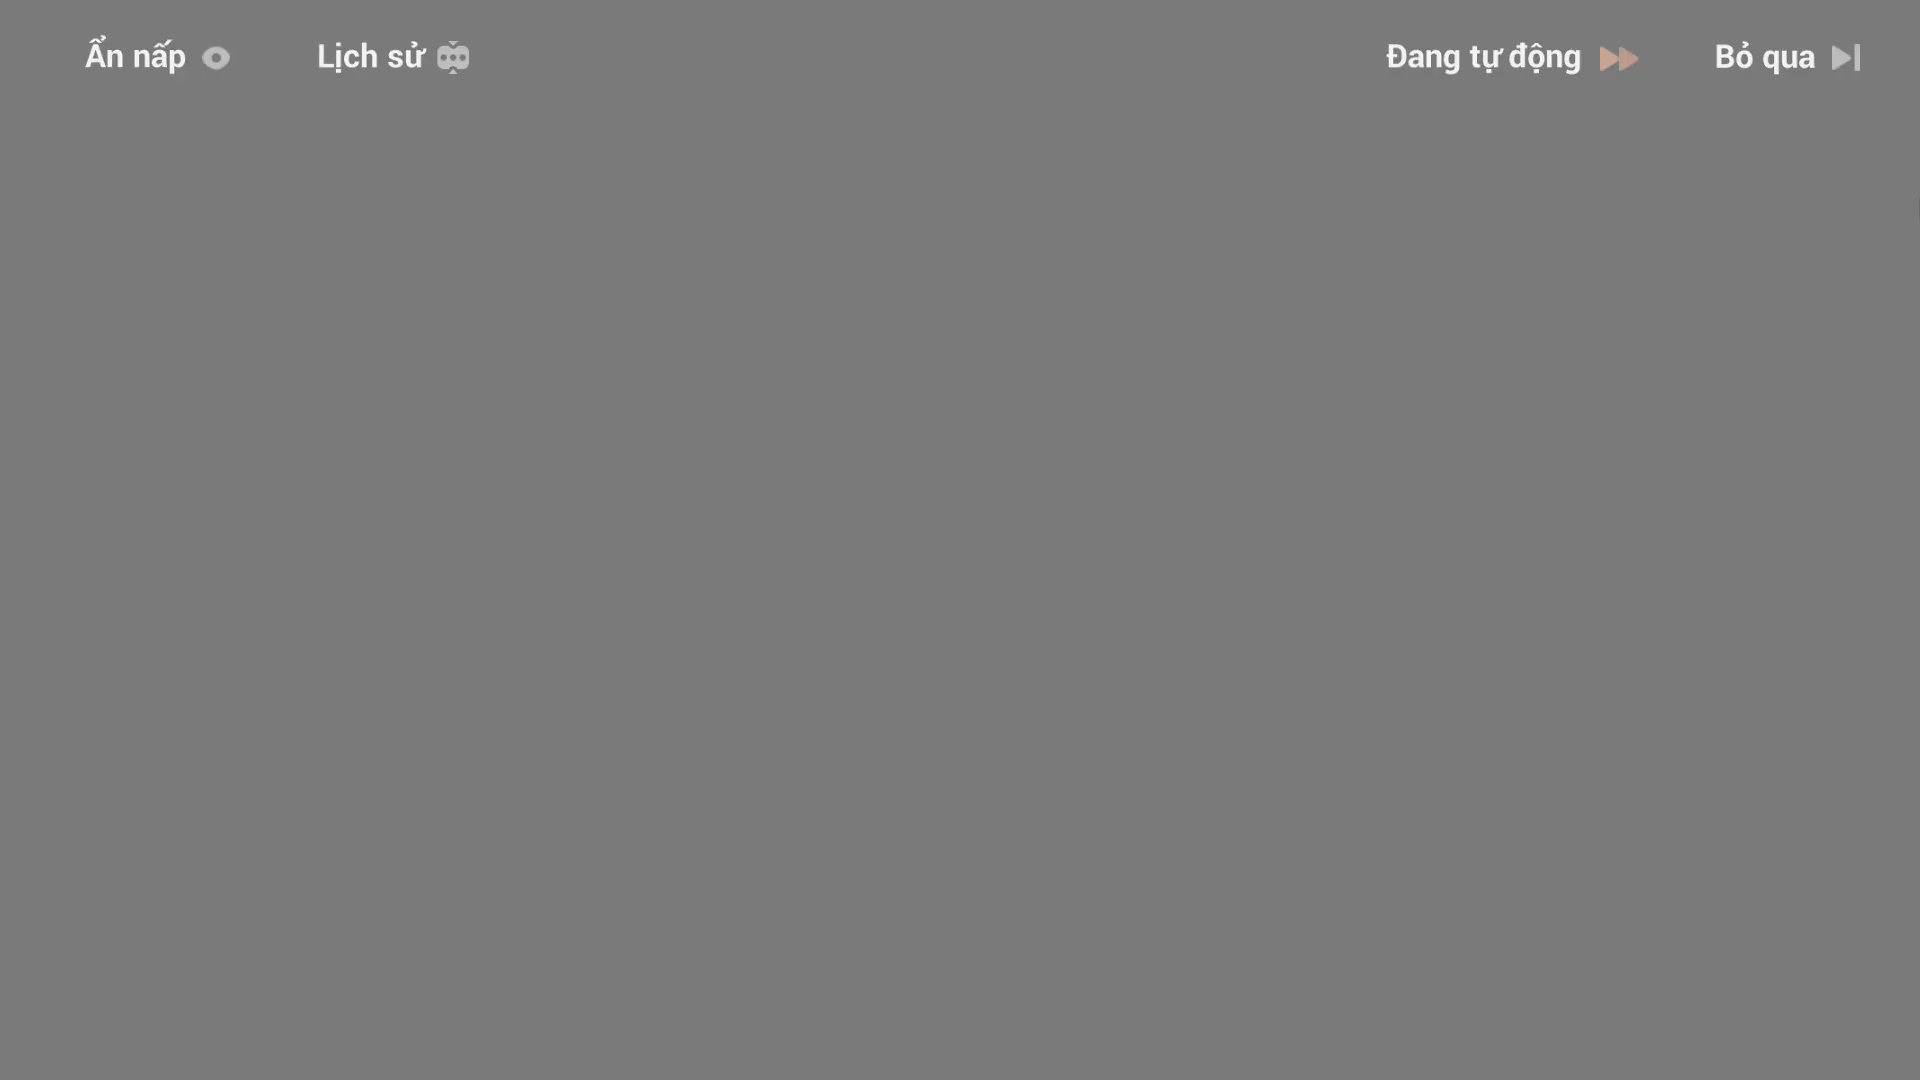 Ẩn nấp
Lịch sử
Đang tự động
Bỏ qua